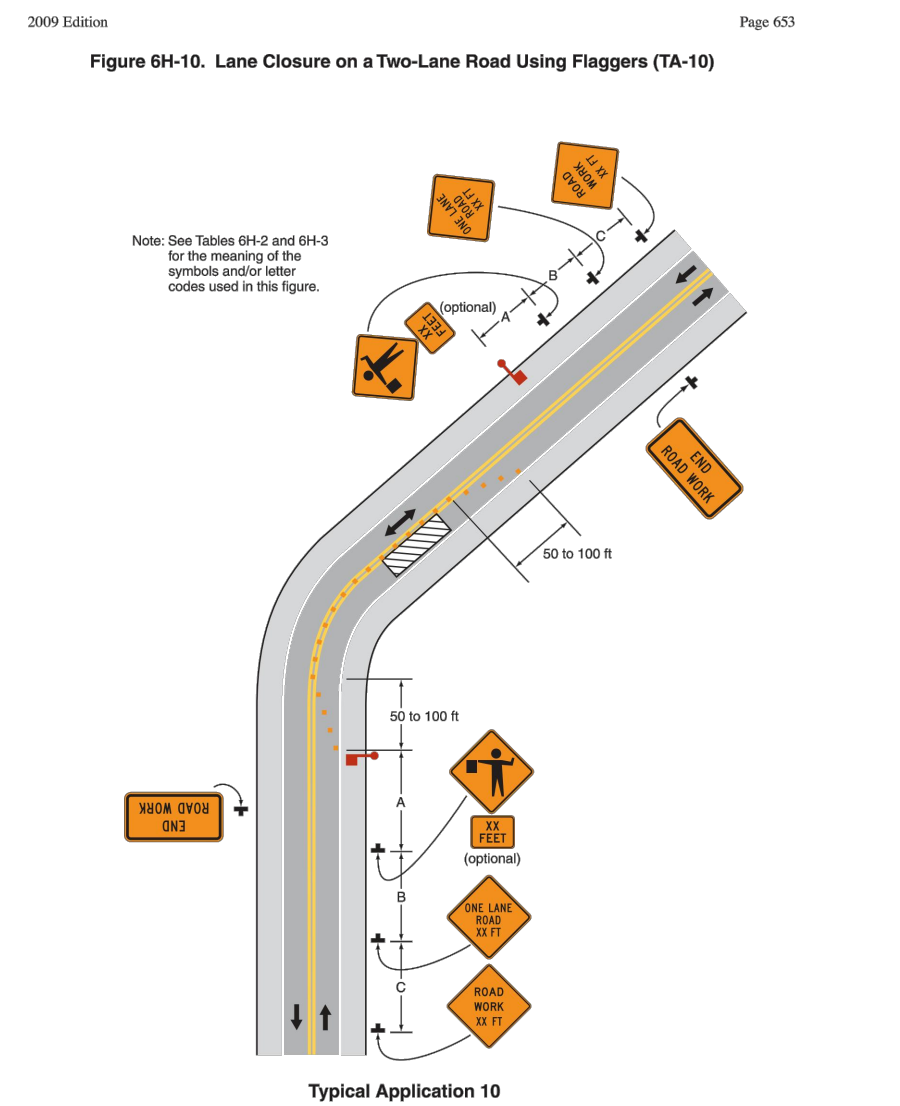 2009 Edition
Page 653
Figure 6H-10. Lane Closure on a Two-Lane Road Using Flaggers (TA-10)
ROAD
WORK
XX FT
ONE LANE
ROAD
XX FT
Note: See Tables 6H-2 and 6H-3
for the meaning of the
symbols and/or letter
codes used in this figure.
C
B
A
(optional)
XX
FEET
END
ROAD WORK
50 to 100 ft
50 to 100 ft
END
ROAD WORK
A
XX
FEET
(optional)
B
ONE LANE
ROAD
XX FT
C
ROAD
WORK
XX FT
Typical Application 10